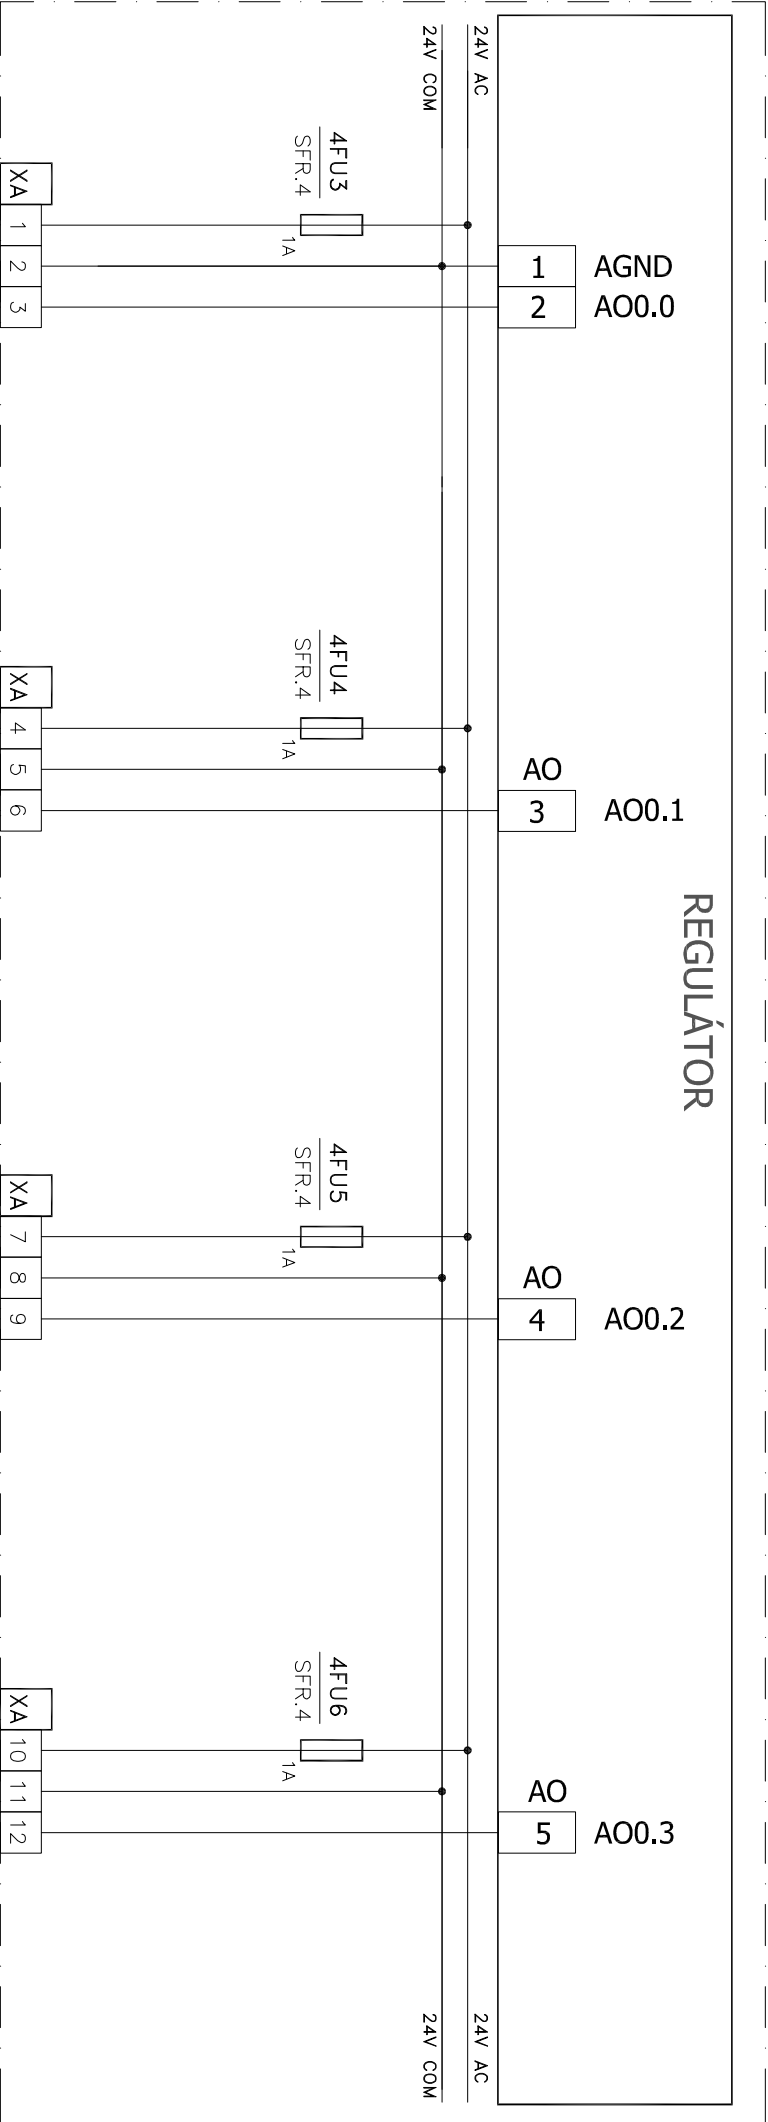 24V AC
24V COM
4FU3
SFR.4
1A
XA
1
2
3
1
AGND
2
AO0.0
4FU4
SFR.4
1A
XA
4
5
6
AO
3
AO0.1
REGULÁTOR
4FU5
SFR.4
1A
XA
7
8
9
AO
4
AO0.2
4FU6
SFR.4
1A
XA
10
11
12
AO
5
AO0.3
24V AC
24V COM